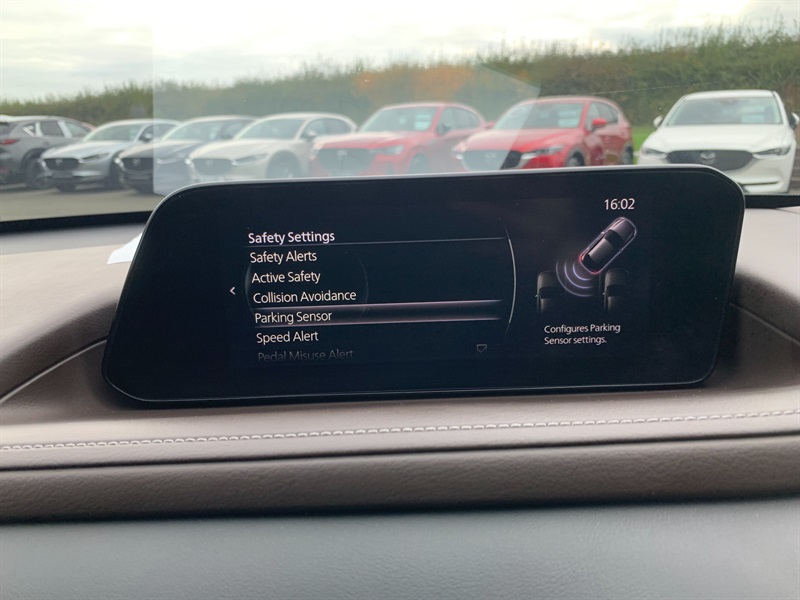 16:02
Safety Settings
Safety Alerts
Active Safety
Collision Avoidance
Parking Sensor
Speed Alert
Pedal Misuse Alert
Configures Parking
Sensor settings.